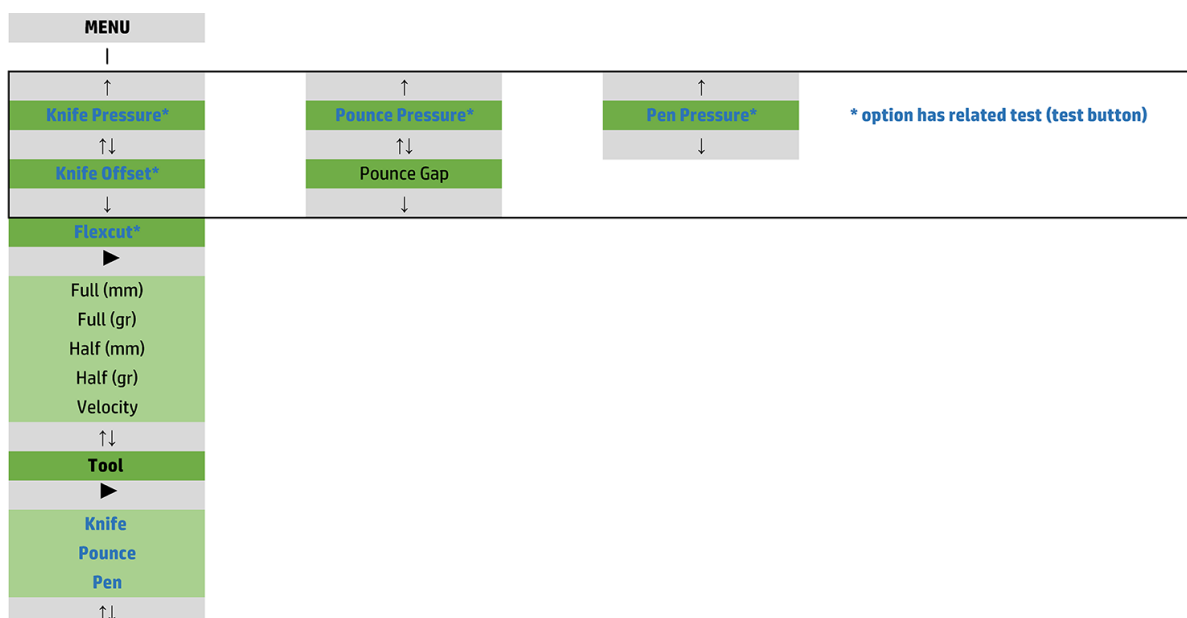 MENU
|
↑ ↑ ↑
Knife Pressure* Pounce Pressure* Pen Pressure* * option has related test (test button)
↑↓ ↑↓ ↓
Knife Offset* Pounce Gap
↓ ↓
Flexcut*
►
Full (mm)
Full (gr)
Half (mm)
Half (gr)
Velocity
↑↓
Tool
►
Knife
Pounce
Pen
↑↓